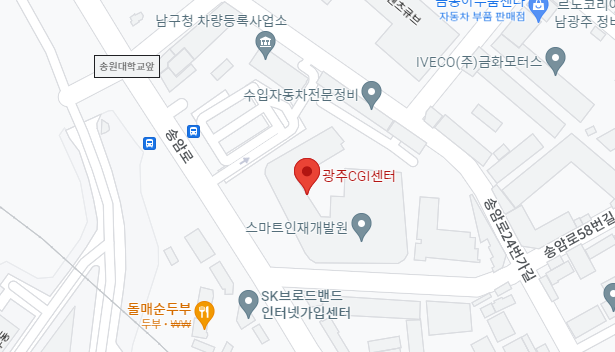 금호타이어
자동차 부품 판매점
르노코리아
남광주 정비
남구청 차량등록사업소
송원대학교앞
IVECO(주)금화모터스
수입자동차전문정비
송암로
광주CGI센터
스마트인재개발원
송암로24번가길
송암로58번길
SK브로드밴드
인터넷가입센터
돌매순두부
두부 · ₩₩